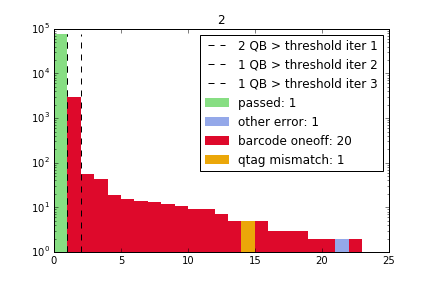 2
2 QB > threshold iter 1
1 QB > threshold iter 2
1 QB > threshold iter 3
passed: 1
other error: 1
barcode oneoff: 20
qtag mismatch: 1
10^5
10^4
10^3
10^2
10^1
10^0
0 5 10 15 20 25